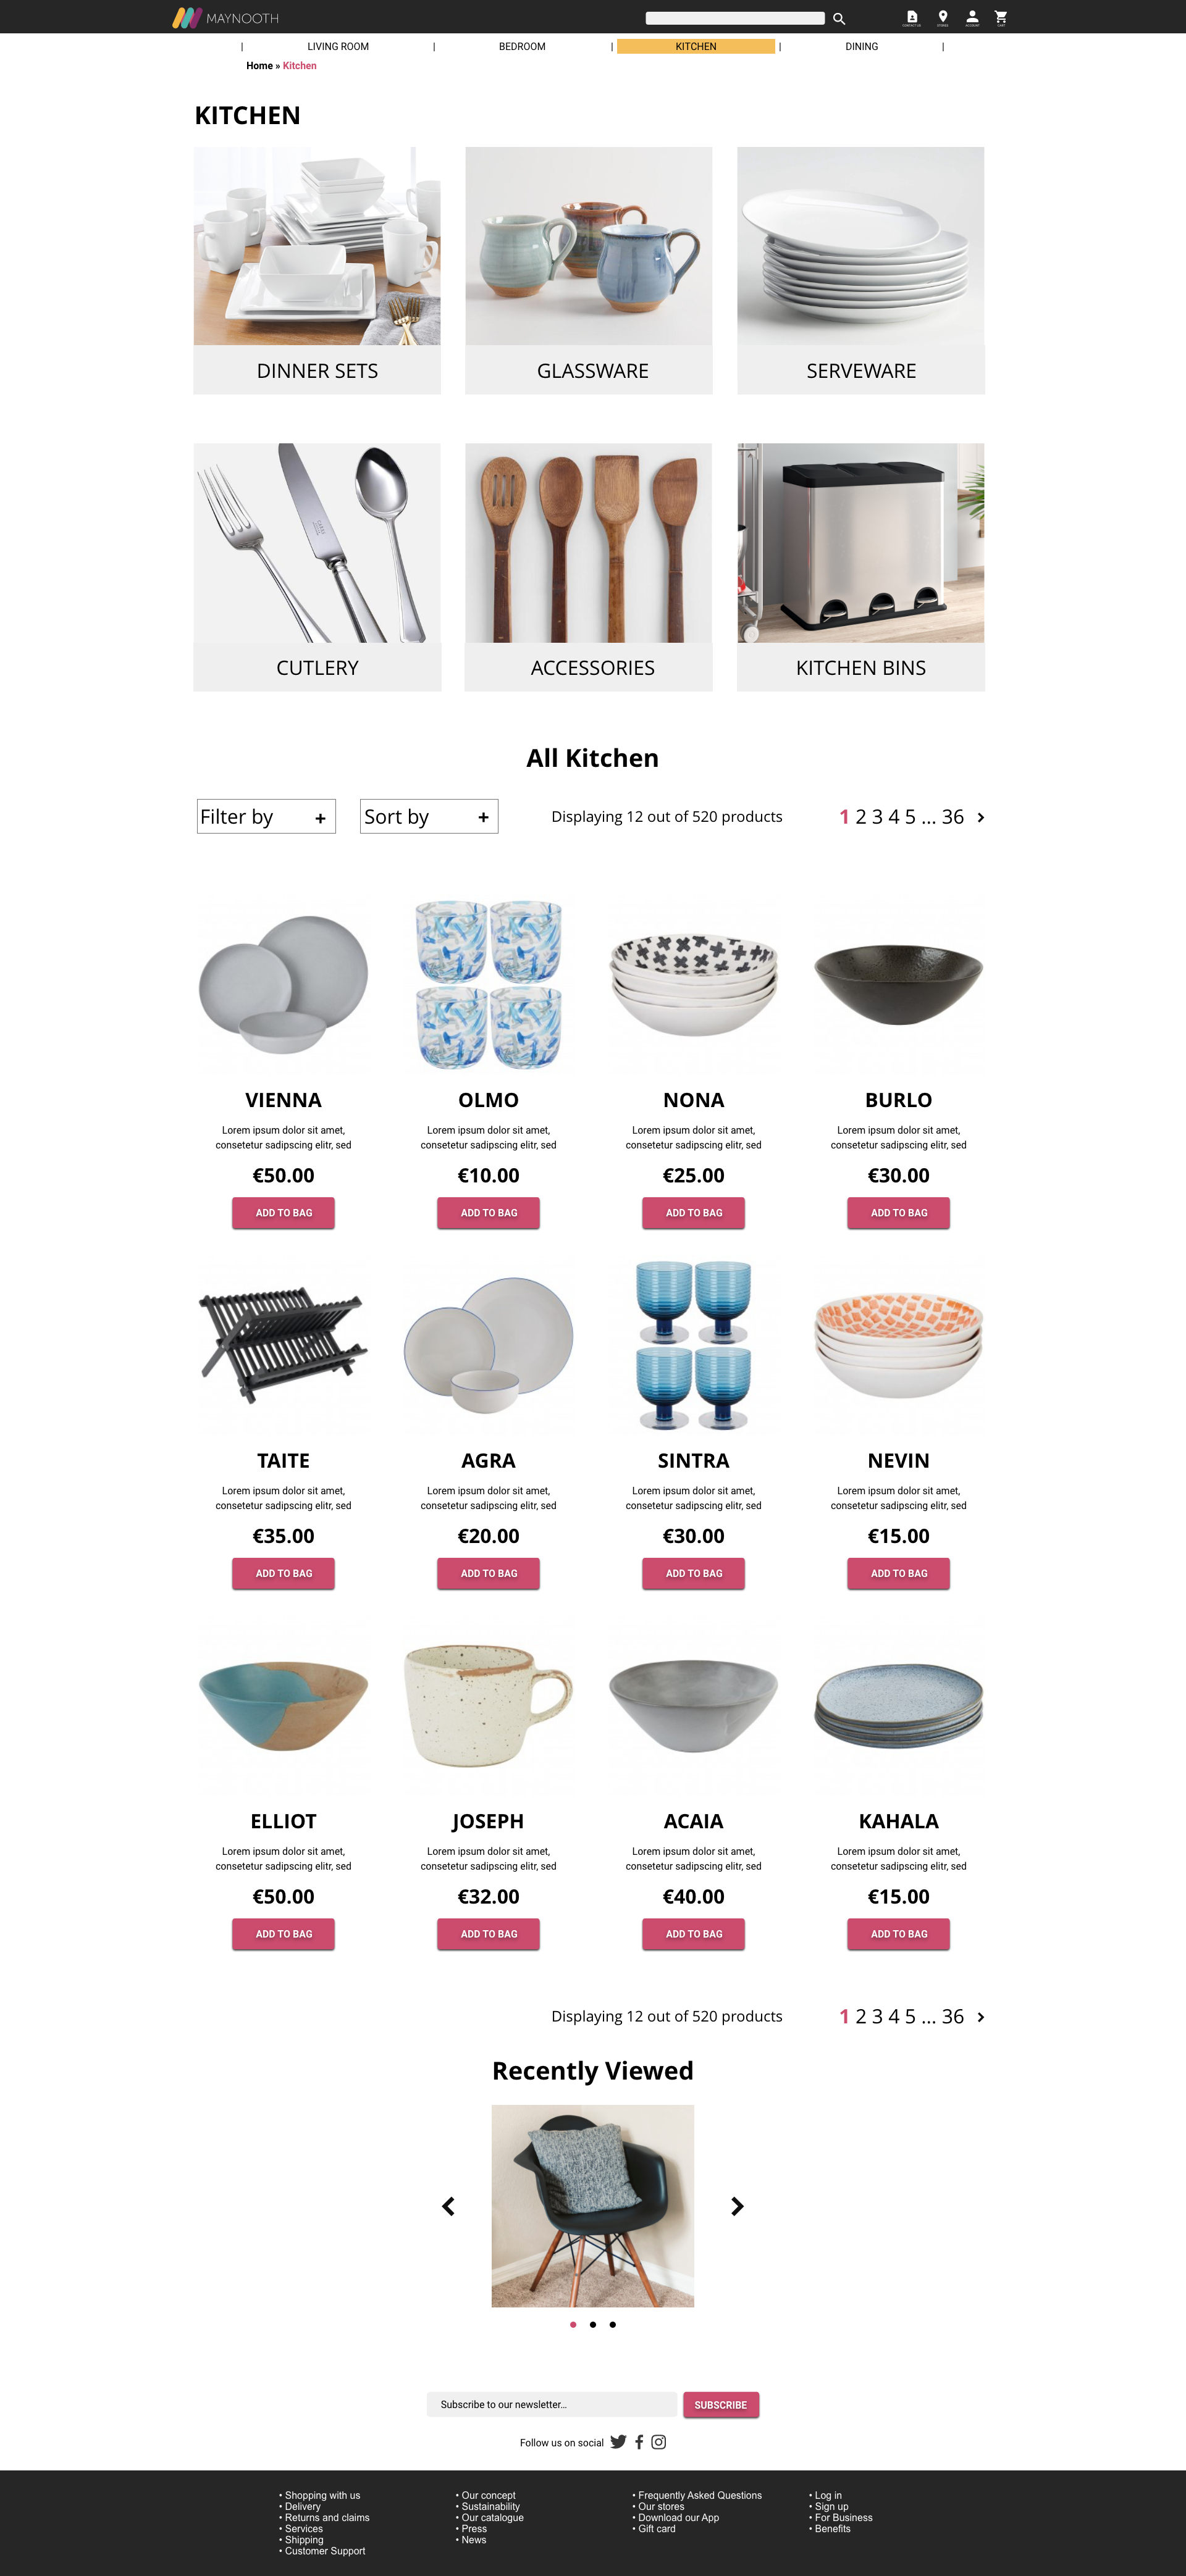 MAYNOOTH
CONTACT US STORES ACCOUNT CART
| LIVING ROOM | BEDROOM | KITCHEN | DINING |
Home » Kitchen
KITCHEN
DINNER SETS GLASSWARE SERVEWARE
CUTLERY ACCESSORIES KITCHEN BINS
All Kitchen
Filter by + Sort by + Displaying 12 out of 520 products 1 2 3 4 5 ... 36 >
VIENNA OLMO NONA BURLO
Lorem ipsum dolor sit amet, Lorem ipsum dolor sit amet, Lorem ipsum dolor sit amet, Lorem ipsum dolor sit amet,
consetetur sadipscing elitr, sed consetetur sadipscing elitr, sed consetetur sadipscing elitr, sed consetetur sadipscing elitr, sed
€50.00 €10.00 €25.00 €30.00
ADD TO BAG ADD TO BAG ADD TO BAG ADD TO BAG
TAITE AGRA SINTRA NEVIN
Lorem ipsum dolor sit amet, Lorem ipsum dolor sit amet, Lorem ipsum dolor sit amet, Lorem ipsum dolor sit amet,
consetetur sadipscing elitr, sed consetetur sadipscing elitr, sed consetetur sadipscing elitr, sed consetetur sadipscing elitr, sed
€35.00 €20.00 €30.00 €15.00
ADD TO BAG ADD TO BAG ADD TO BAG ADD TO BAG
ELLIOT JOSEPH ACAIA KAHALA
Lorem ipsum dolor sit amet, Lorem ipsum dolor sit amet, Lorem ipsum dolor sit amet, Lorem ipsum dolor sit amet,
consetetur sadipscing elitr, sed consetetur sadipscing elitr, sed consetetur sadipscing elitr, sed consetetur sadipscing elitr, sed
€50.00 €32.00 €40.00 €15.00
ADD TO BAG ADD TO BAG ADD TO BAG ADD TO BAG
Displaying 12 out of 520 products 1 2 3 4 5 ... 36 >
Recently Viewed
Subscribe to our newsletter... SUBSCRIBE
Follow us on social
• Shopping with us
• Delivery
• Returns and claims
• Services
• Shipping
• Customer Support
• Our concept
• Sustainability
• Our catalogue
• Press
• News
• Frequently Asked Questions
• Our stores
• Download our App
• Gift card
• Log in
• Sign up
• For Business
• Benefits